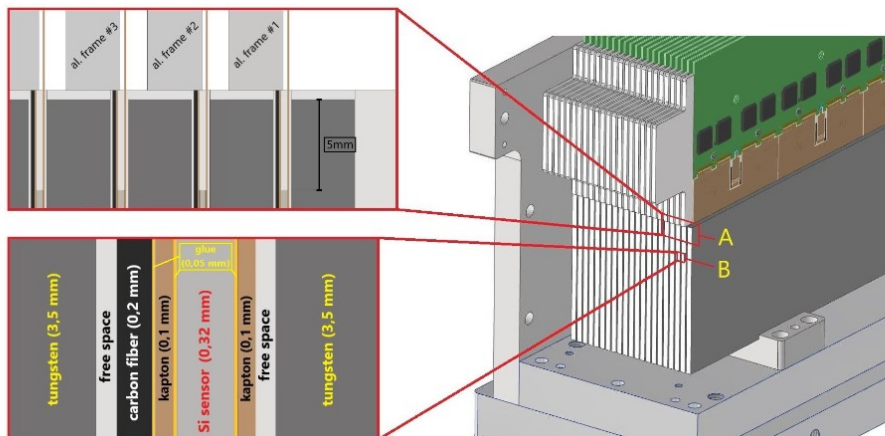 al. frame #3
al. frame #2
al. frame #1
5mm
A
B
tungsten (3,5 mm)
free space
carbon fiber (0,2 mm)
kapton (0,1 mm)
glue
(0,05 mm)
Si sensor (0,32 mm)
kapton (0,1 mm)
free space
tungsten (3,5 mm)